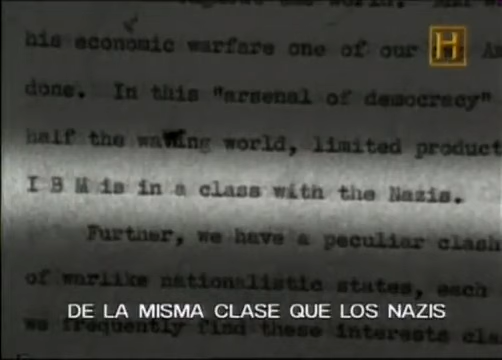 his economic warfare one of our
done. In this "arsenal of democracy"
half the warring world, limited product
I B M is in a class with the Nazis.
Further, we have a peculiar clash
of warlike nationalistic states, each
we frequently find these interests cla
DE LA MISMA CLASE QUE LOS NAZIS
H